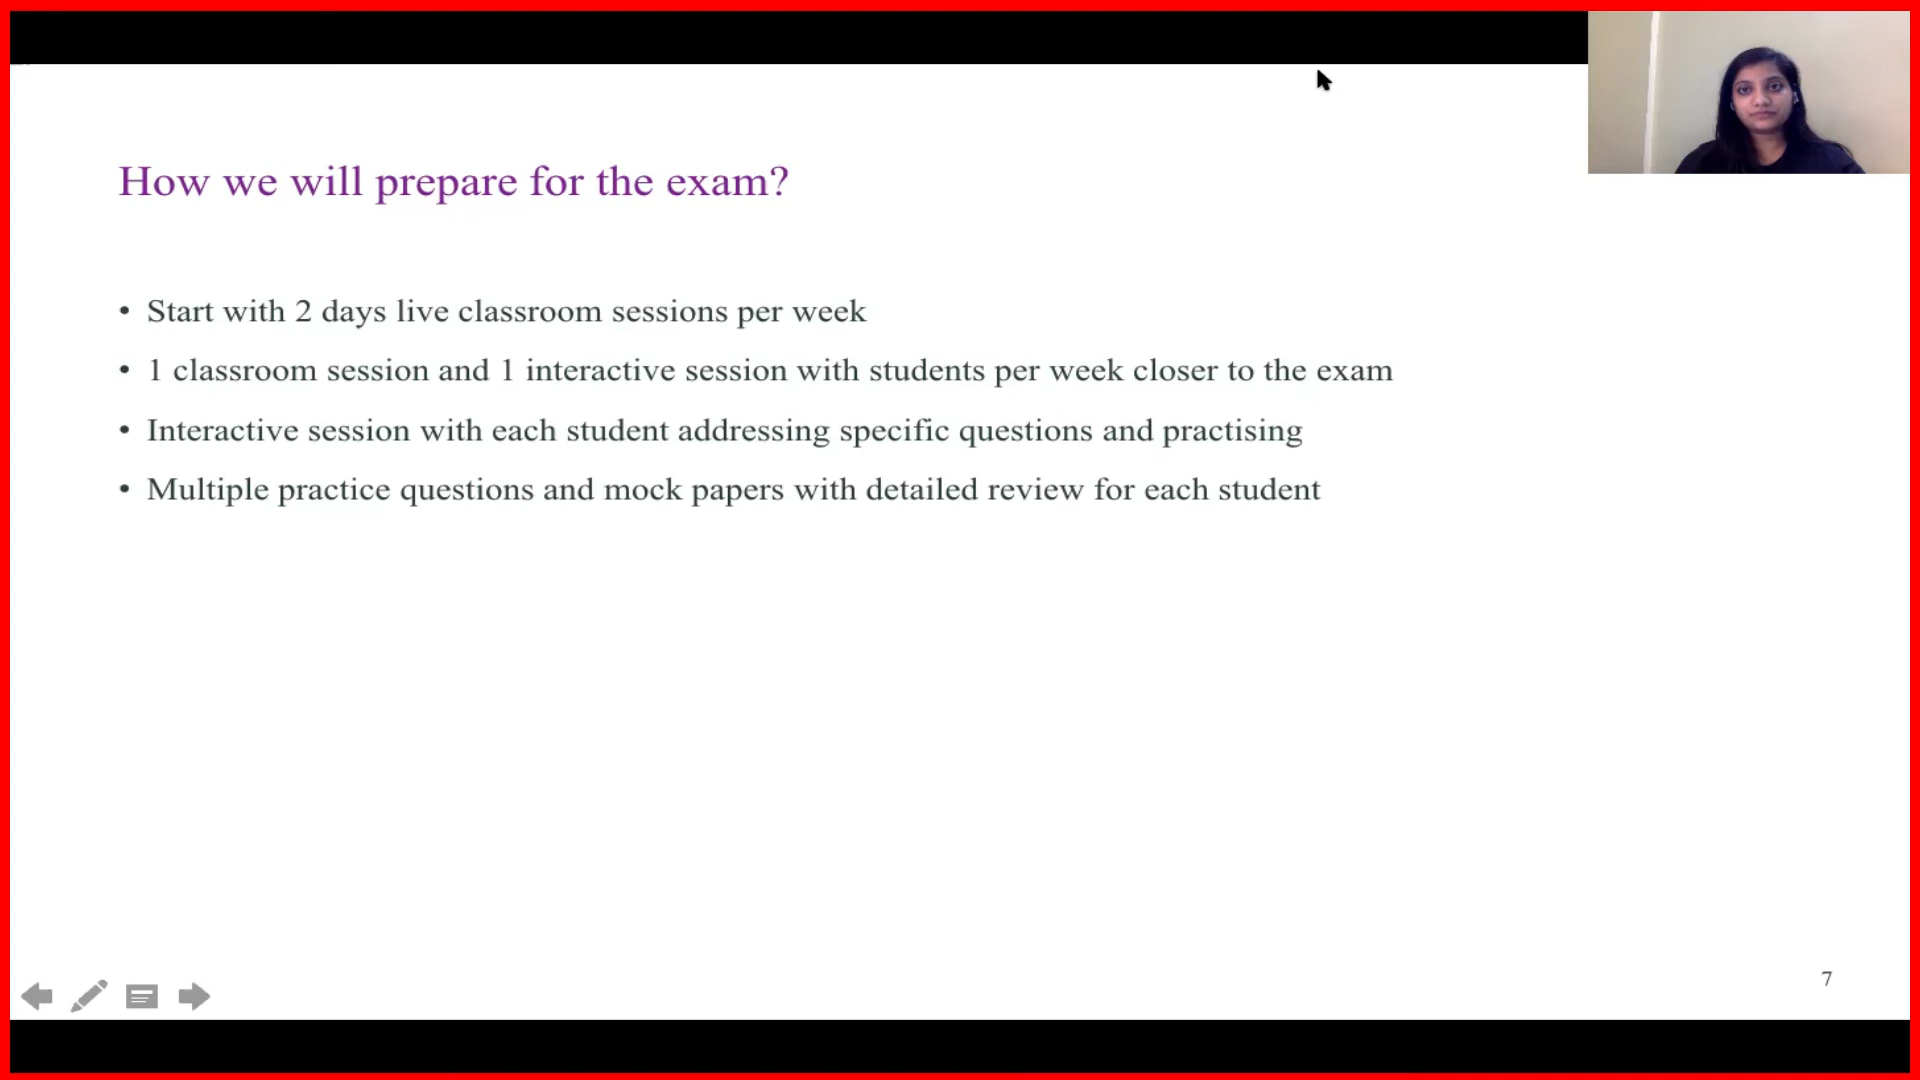 How we will prepare for the exam?
• Start with 2 days live classroom sessions per week
• 1 classroom session and 1 interactive session with students per week closer to the exam
• Interactive session with each student addressing specific questions and practising
• Multiple practice questions and mock papers with detailed review for each student
7